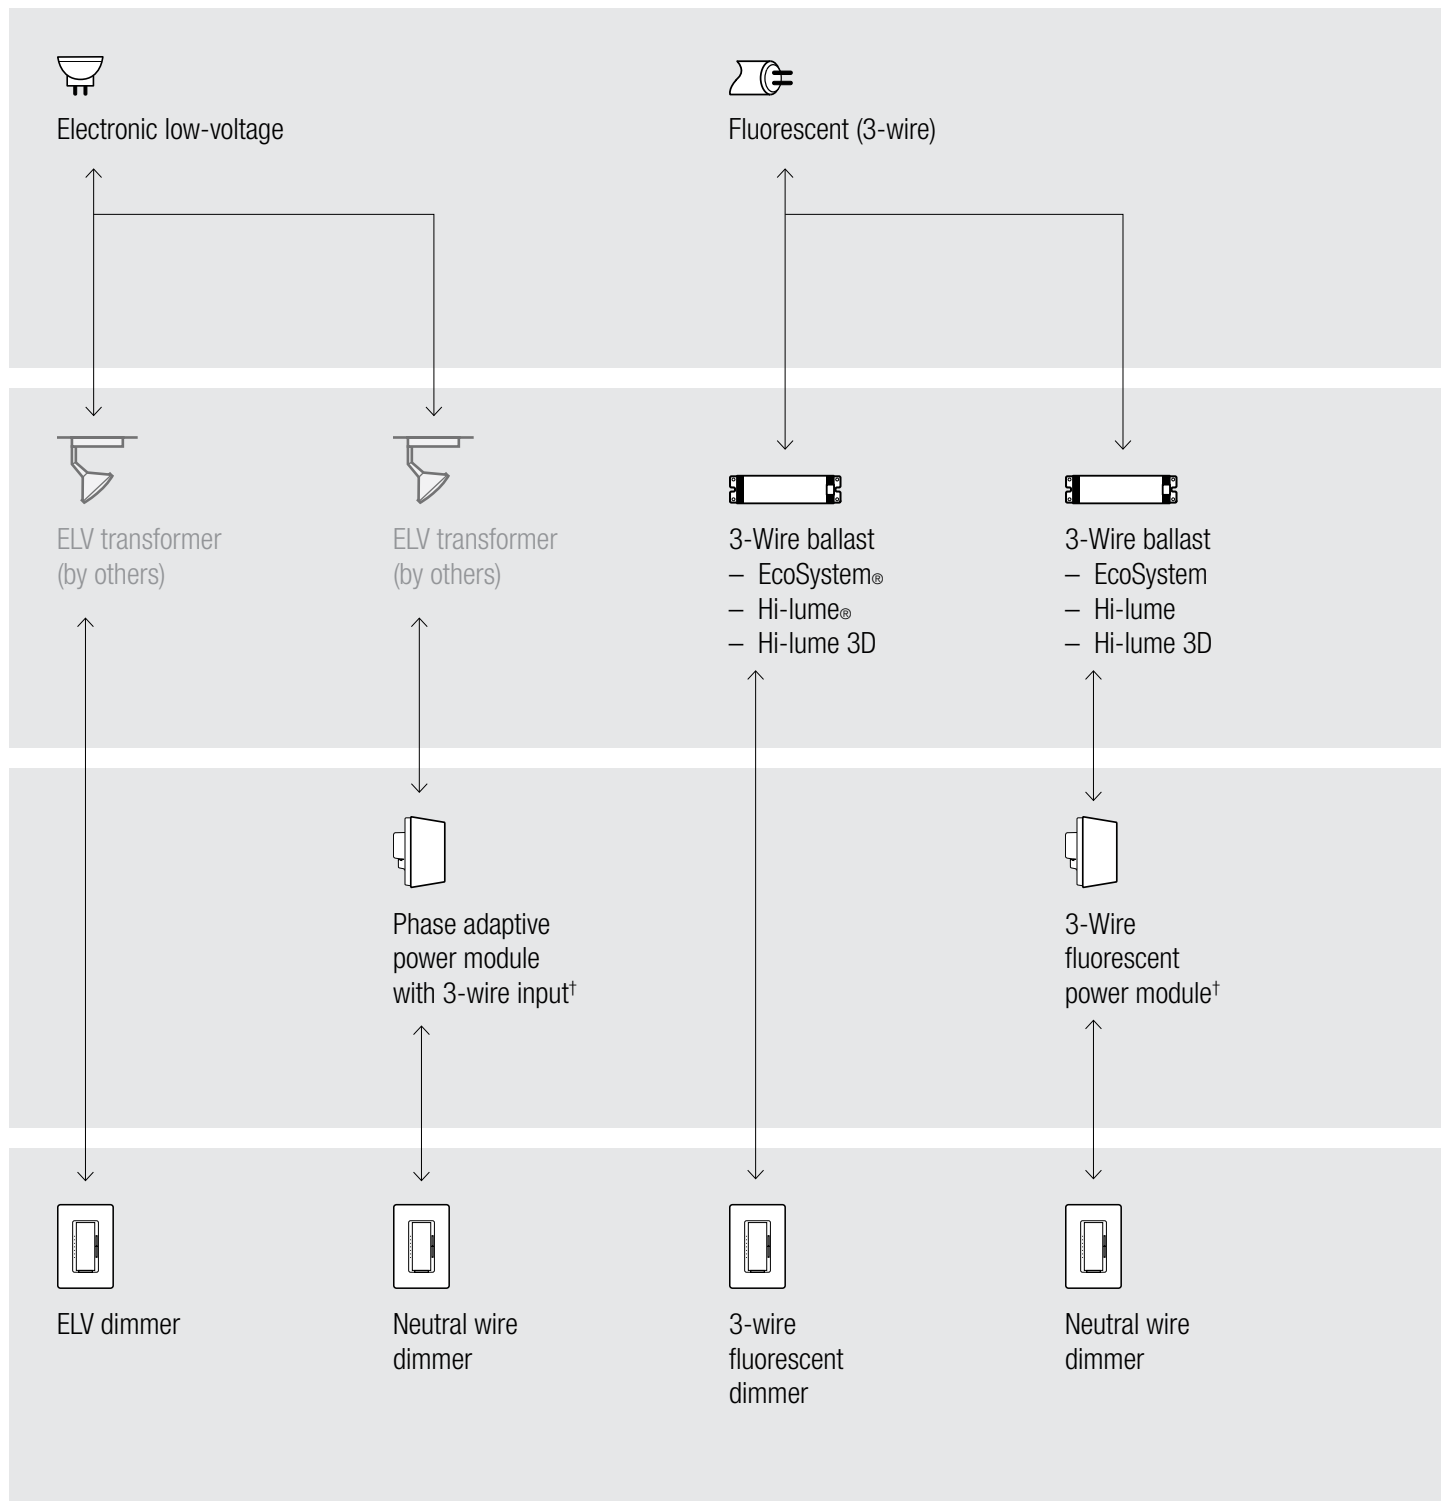 Electronic low-voltage
Fluorescent (3-wire)
ELV transformer
(by others)
ELV transformer
(by others)
3-Wire ballast
– EcoSystem®
– Hi-lume®
– Hi-lume 3D
3-Wire ballast
– EcoSystem
– Hi-lume
– Hi-lume 3D
Phase adaptive
power module
with 3-wire input†
3-Wire
fluorescent
power module†
ELV dimmer
Neutral wire
dimmer
3-wire
fluorescent
dimmer
Neutral wire
dimmer